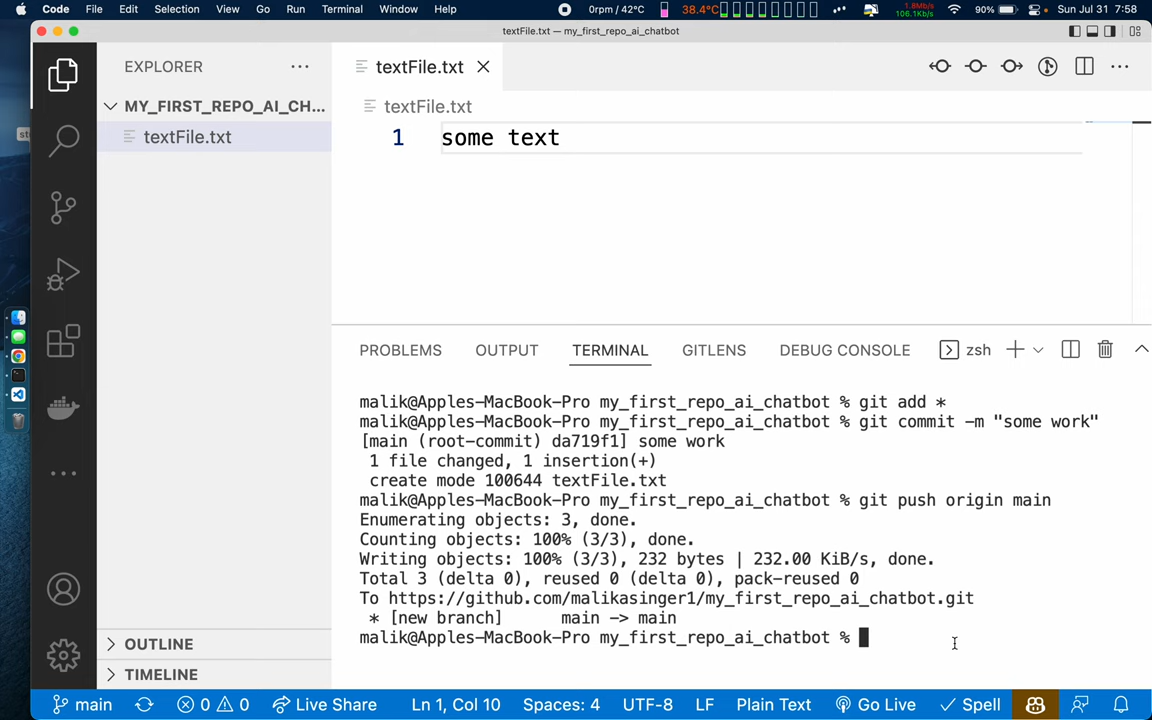 Code File Edit Selection View Go Run Terminal Window Help 0rpm / 42°C 38.4°C 1.8Mb/s 106.1Kb/s 90% Sun Jul 31 7:58
textFile.txt — my_first_repo_ai_chatbot
EXPLORER
textFile.txt
MY_FIRST_REPO_AI_CH...
textFile.txt
textFile.txt
1 some text
PROBLEMS OUTPUT TERMINAL GITLENS DEBUG CONSOLE zsh
malik@Apples-MacBook-Pro my_first_repo_ai_chatbot % git add *
malik@Apples-MacBook-Pro my_first_repo_ai_chatbot % git commit -m "some work"
[main (root-commit) da719f1] some work
1 file changed, 1 insertion(+)
create mode 100644 textFile.txt
malik@Apples-MacBook-Pro my_first_repo_ai_chatbot % git push origin main
Enumerating objects: 3, done.
Counting objects: 100% (3/3), done.
Writing objects: 100% (3/3), 232 bytes | 232.00 KiB/s, done.
Total 3 (delta 0), reused 0 (delta 0), pack-reused 0
To https://github.com/malikasinger1/my_first_repo_ai_chatbot.git
* [new branch] main -> main
malik@Apples-MacBook-Pro my_first_repo_ai_chatbot %
OUTLINE
TIMELINE
main 0 0 Live Share Ln 1, Col 10 Spaces: 4 UTF-8 LF Plain Text Go Live Spell